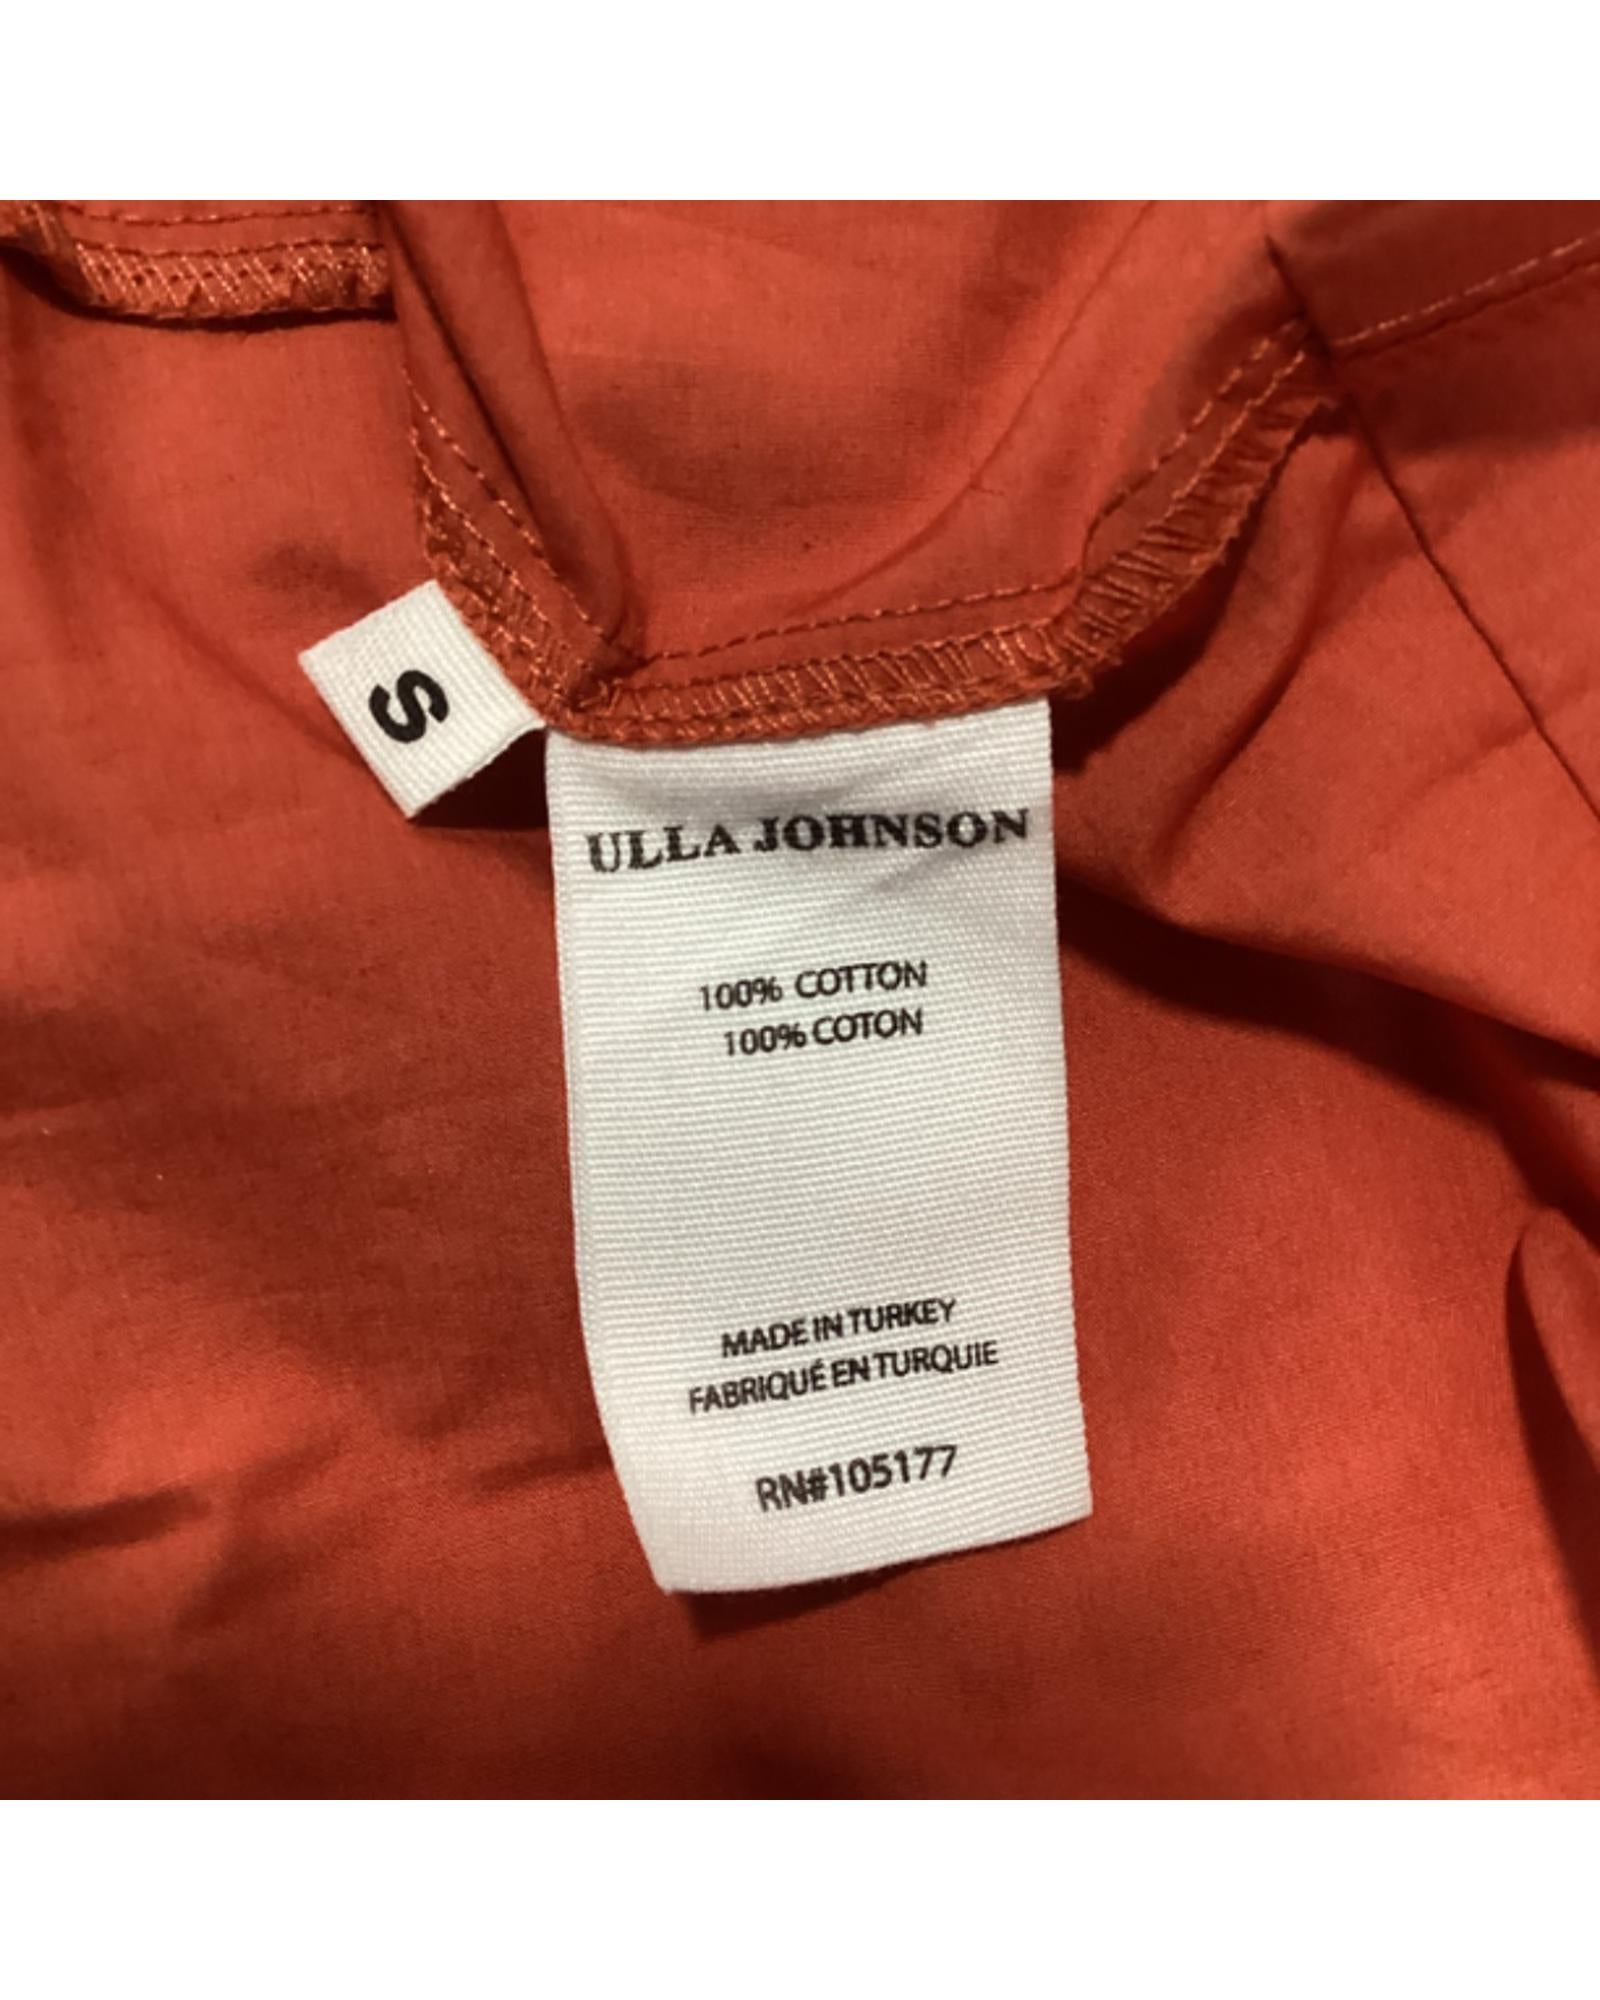 S
ULLA JOHNSON
100% COTTON
100% COTON
MADE IN TURKEY
FABRIQUÉ EN TURQUIE
RN#105177